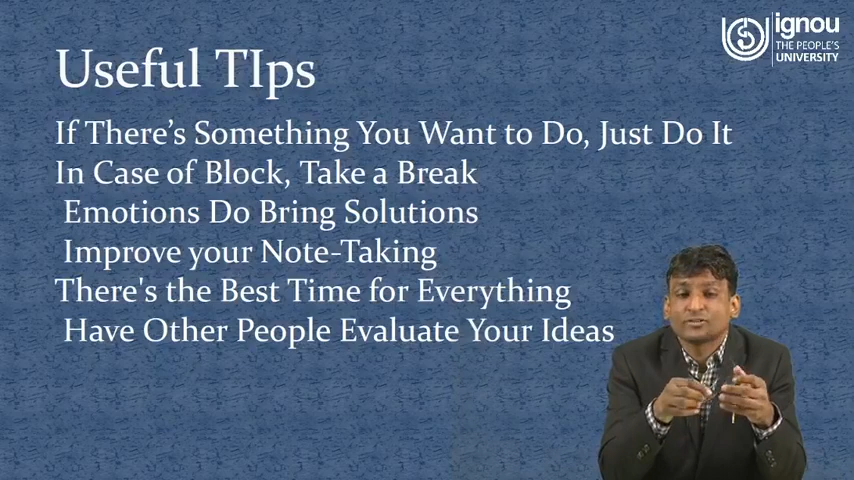 ignou
THE PEOPLE'S
UNIVERSITY
Useful TIps
If There’s Something You Want to Do, Just Do It
In Case of Block, Take a Break
Emotions Do Bring Solutions
Improve your Note-Taking
There's the Best Time for Everything
Have Other People Evaluate Your Ideas